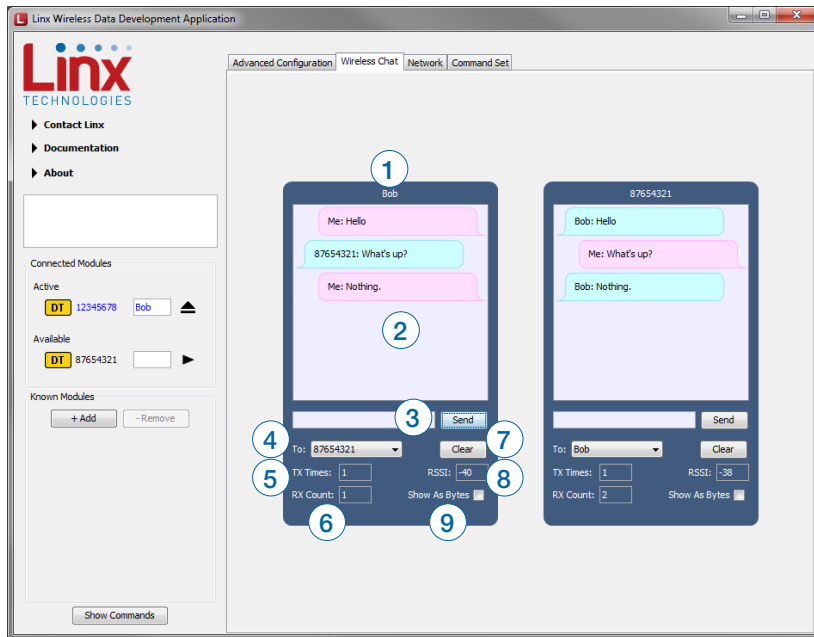 Linx Wireless Data Development Application
Linx
TECHNOLOGIES
Contact Linx
Documentation
About
Connected Modules
Active
DT 12345678 Bob
Available
DT 87654321
Known Modules
+ Add - Remove
Show Commands
Advanced Configuration Wireless Chat Network Command Set
1
Bob
Me: Hello
87654321: What's up?
Me: Nothing.
2
3 Send
4 To: 87654321 Clear 7
5 TX Times: 1 RSSI: -40 8
RX Count: 1 Show As Bytes
6 9
87654321
Bob: Hello
Me: What's up?
Bob: Nothing.
Send
To: Bob Clear
TX Times: 1 RSSI: -38
RX Count: 2 Show As Bytes